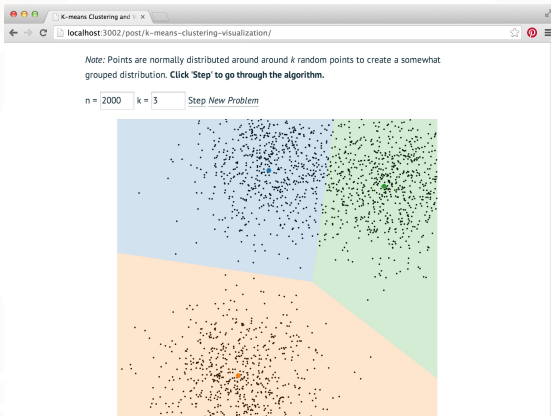 K-means Clustering and V
localhost:3002/post/k-means-clustering-visualization/
Note: Points are normally distributed around around k random points to create a somewhat
grouped distribution. Click 'Step' to go through the algorithm.
n = 2000 k = 3 Step New Problem